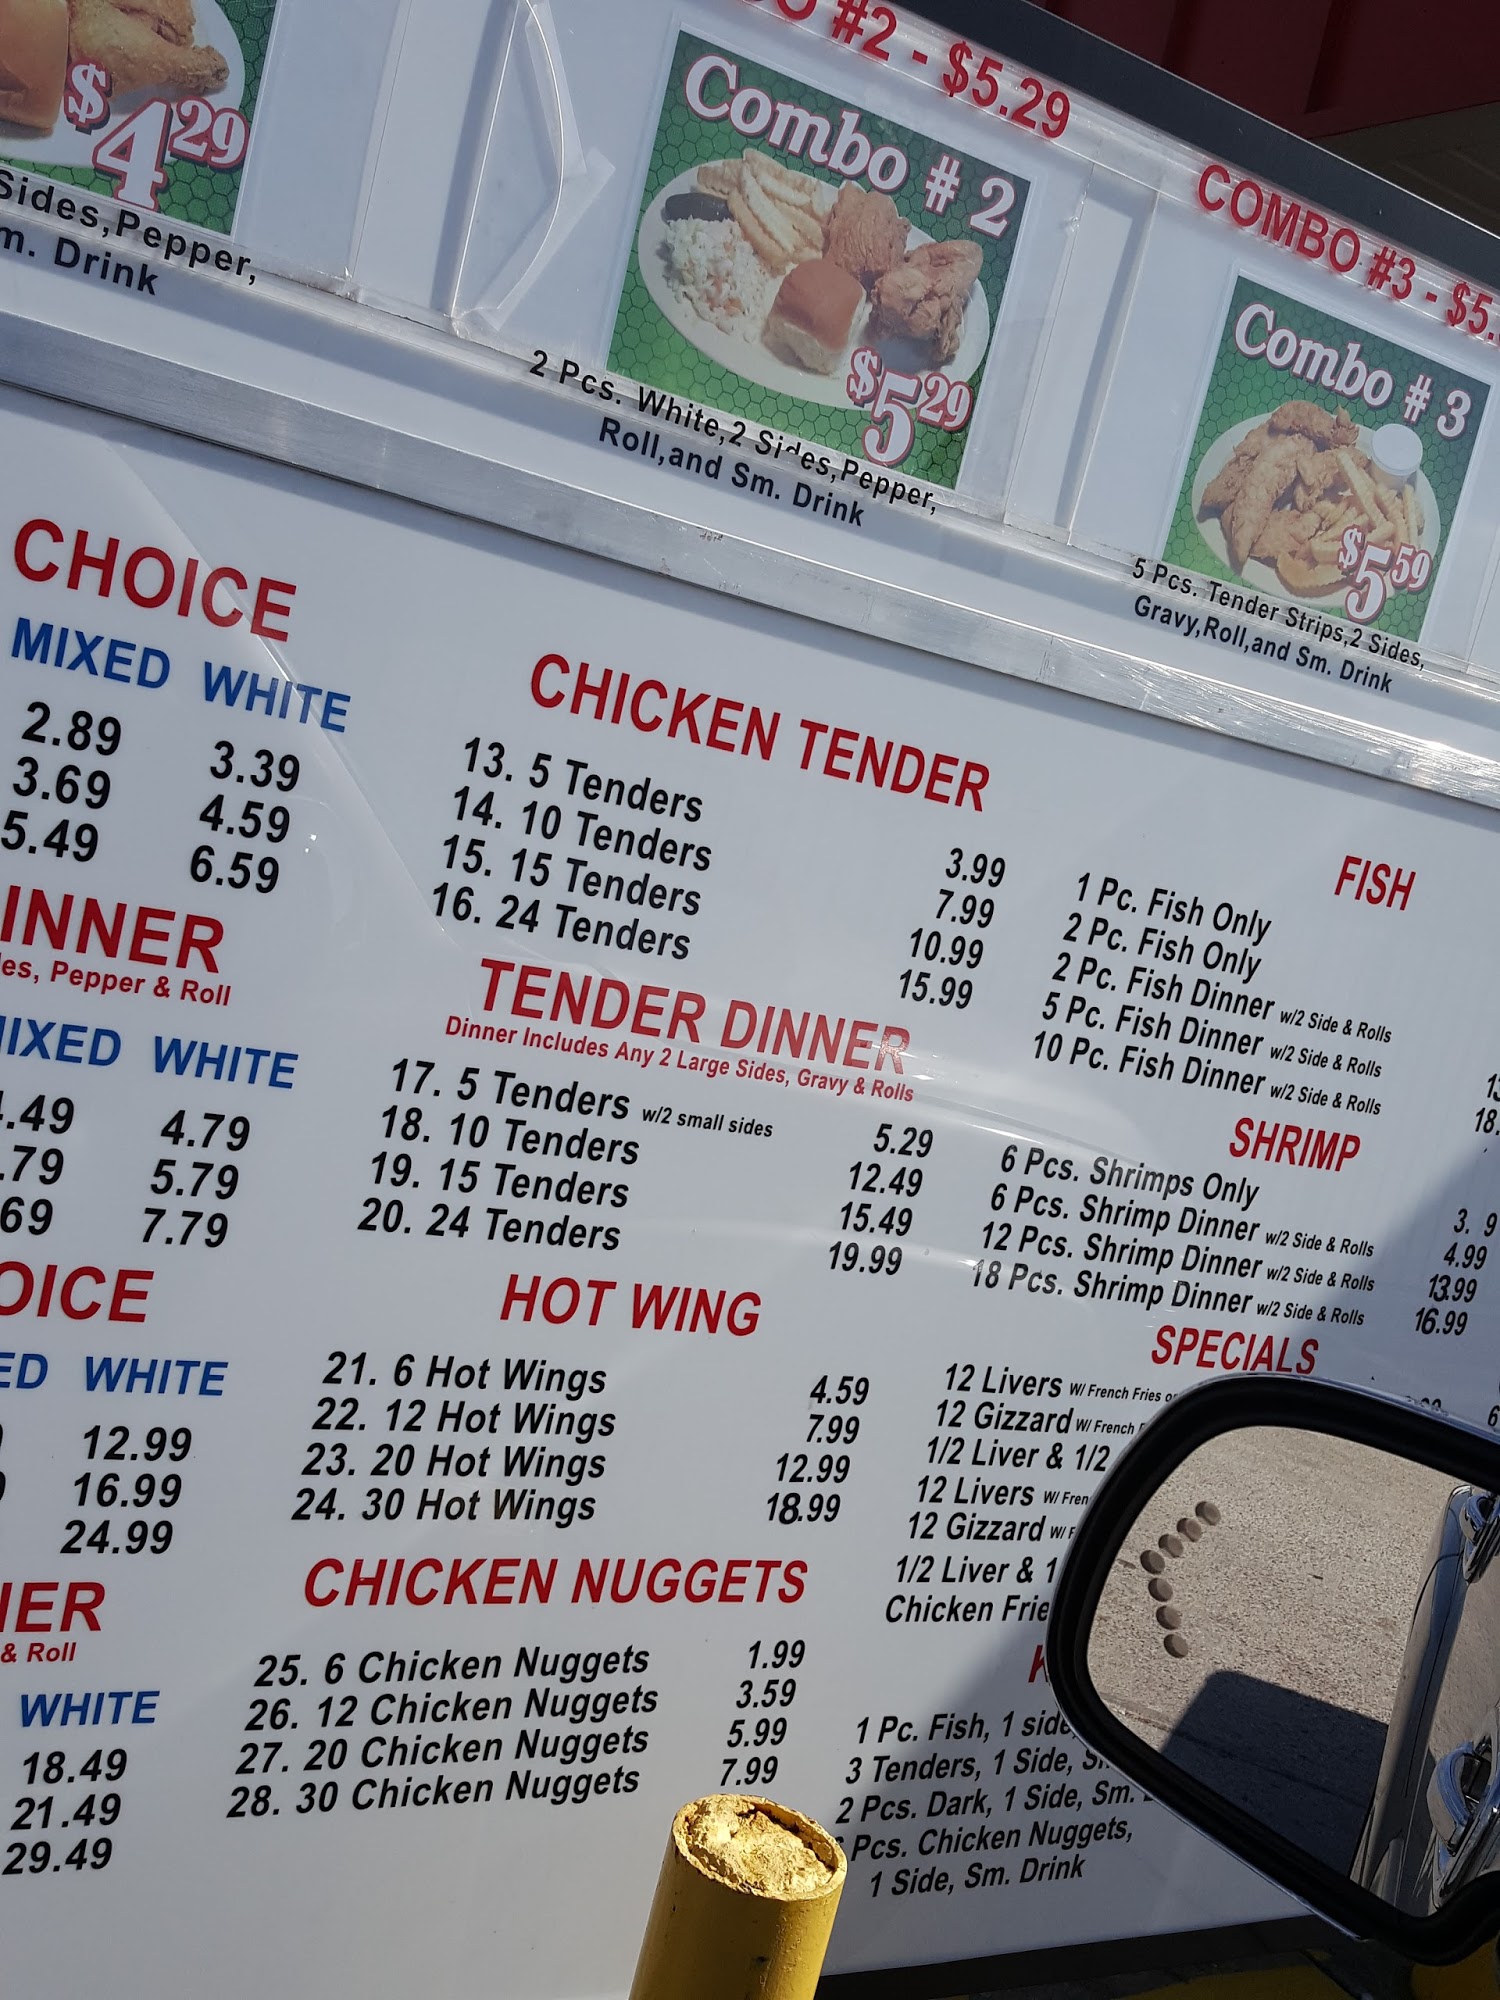 $4.29
Sides,Pepper,
Drink
#2 - $5.29
Combo # 2
$5.29
2 Pcs. White,2 Sides,Pepper,
Roll,and Sm. Drink
COMBO #3 - $5.
Combo # 3
$5.59
5 Pcs. Tender Strips,2 Sides,
Gravy,Roll,and Sm. Drink
CHOICE
MIXED WHITE
2.89 3.39
3.69 4.59
5.49 6.59
INNER
Pepper & Roll
IXED WHITE
.49 4.79
.79 5.79
69 7.79
OICE
ED WHITE
12.99
16.99
24.99
NER
& Roll
WHITE
18.49
21.49
29.49
CHICKEN TENDER
13. 5 Tenders 3.99
14. 10 Tenders 7.99
15. 15 Tenders 10.99
16. 24 Tenders 15.99
TENDER DINNER
Dinner Includes Any 2 Large Sides, Gravy & Rolls
17. 5 Tenders w/2 small sides 5.29
18. 10 Tenders 12.49
19. 15 Tenders 15.49
20. 24 Tenders 19.99
HOT WING
21. 6 Hot Wings 4.59
22. 12 Hot Wings 7.99
23. 20 Hot Wings 12.99
24. 30 Hot Wings 18.99
CHICKEN NUGGETS
25. 6 Chicken Nuggets 1.99
26. 12 Chicken Nuggets 3.59
27. 20 Chicken Nuggets 5.99
28. 30 Chicken Nuggets 7.99
FISH
1 Pc. Fish Only
2 Pc. Fish Only
2 Pc. Fish Dinner w/2 Side & Rolls
5 Pc. Fish Dinner w/2 Side & Rolls
10 Pc. Fish Dinner w/2 Side & Rolls 18.
SHRIMP
6 Pcs. Shrimps Only 3. 9
6 Pcs. Shrimp Dinner w/2 Side & Rolls 4.99
12 Pcs. Shrimp Dinner w/2 Side & Rolls 13.99
18 Pcs. Shrimp Dinner w/2 Side & Rolls 16.99
SPECIALS
12 Livers W/ French Fries
12 Gizzard W/ French
1/2 Liver & 1/2
12 Livers W/
12 Gizzard W/
1/2 Liver & 1
Chicken Frie
1 Pc. Fish, 1 side
3 Tenders, 1 Side,
2 Pcs. Dark, 1 Side, Sm.
Pcs. Chicken Nuggets,
1 Side, Sm. Drink